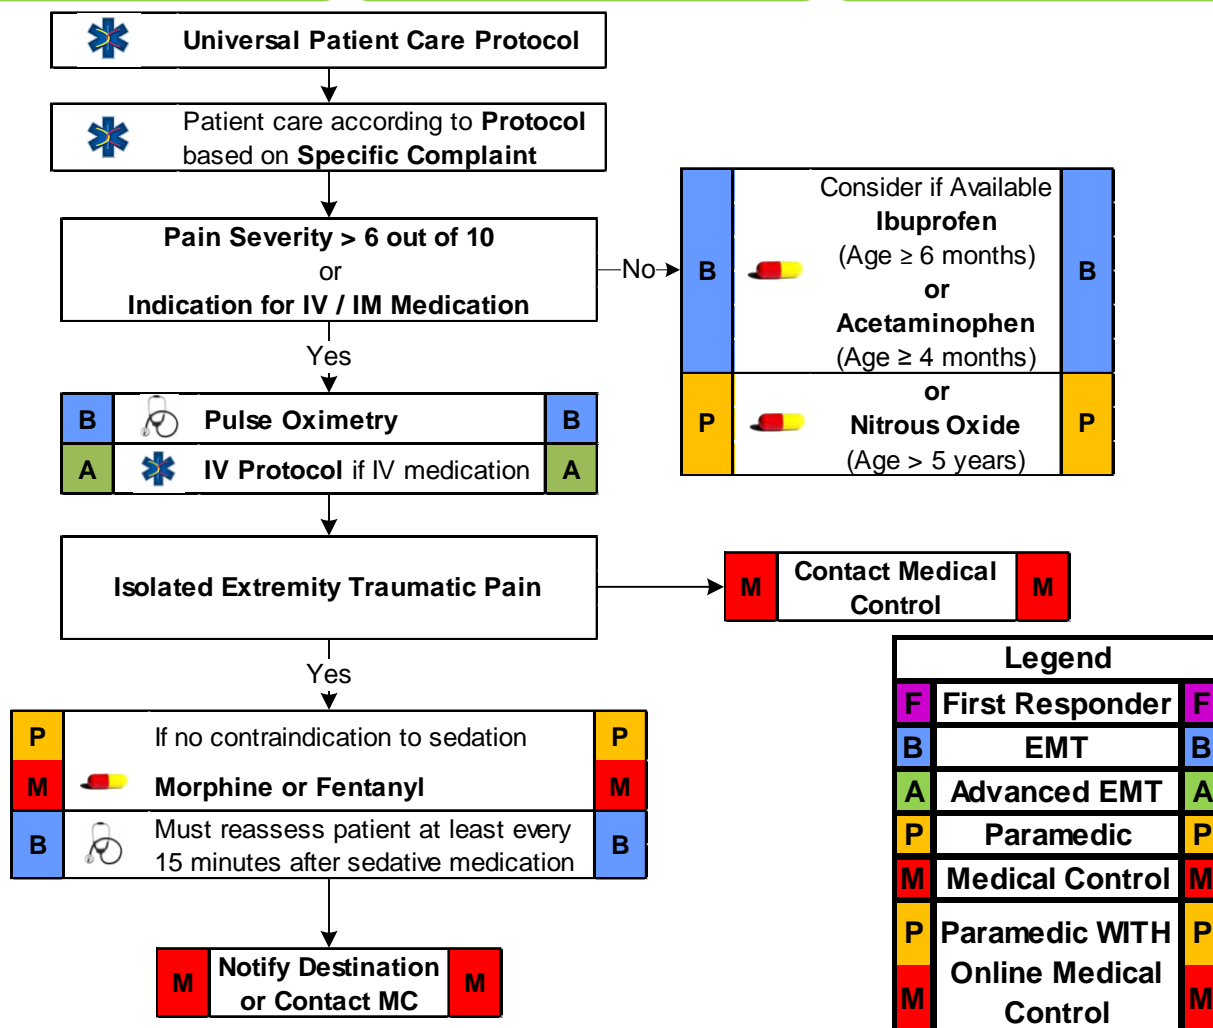 Universal Patient Care Protocol
Patient care according to Protocol
based on Specific Complaint
Pain Severity > 6 out of 10
or
Indication for IV / IM Medication
No
B
Consider if Available
Ibuprofen
(Age ≥ 6 months)
or
Acetaminophen
(Age ≥ 4 months)
B
P
or
Nitrous Oxide
(Age > 5 years)
P
Yes
B Pulse Oximetry B
A IV Protocol if IV medication A
Isolated Extremity Traumatic Pain
M
Contact Medical
Control
M
Yes
P If no contraindication to sedation P
M Morphine or Fentanyl M
B
Must reassess patient at least every
15 minutes after sedative medication
B
M
Notify Destination
or Contact MC
M
Legend
F First Responder F
B EMT B
A Advanced EMT A
P Paramedic P
M Medical Control M
P Paramedic WITH P
Online Medical
M Control M